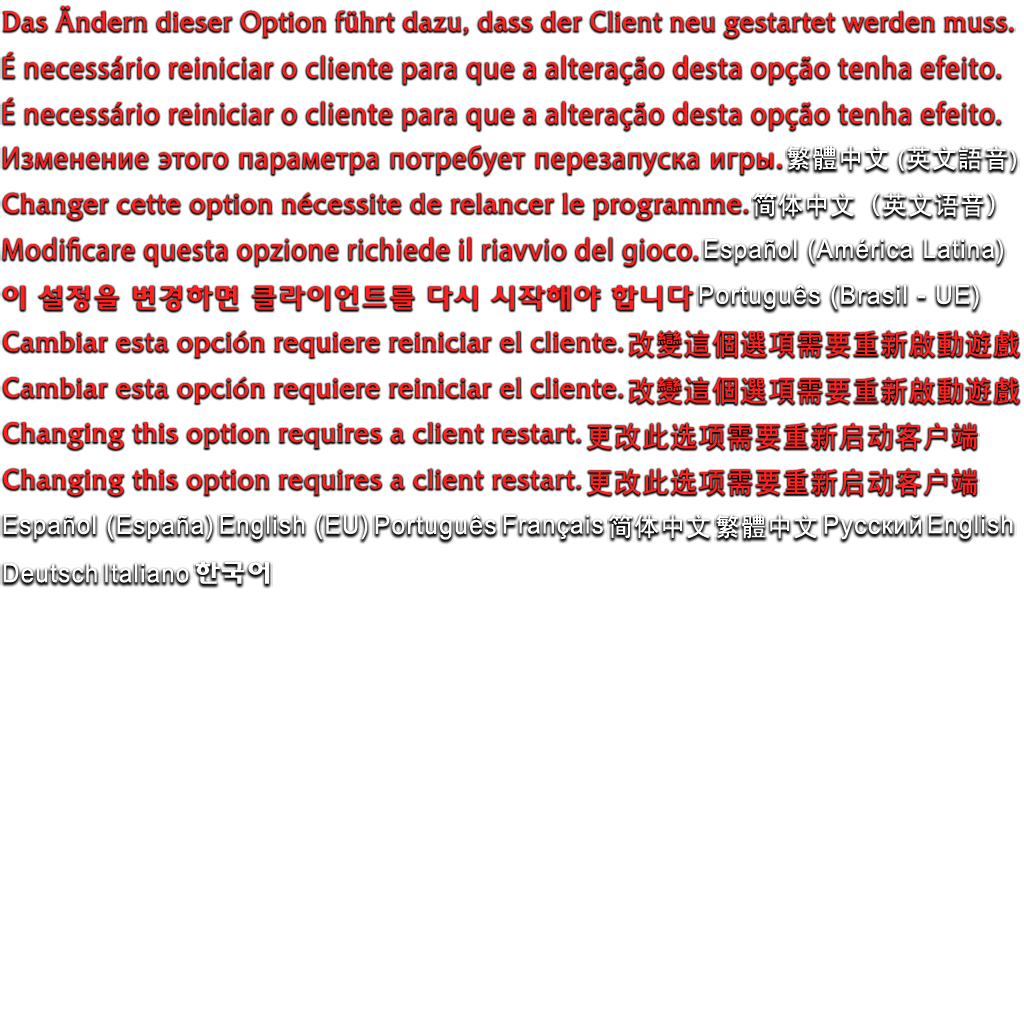 Das Ändern dieser Option führt dazu, dass der Client neu gestartet werden muss.
É necessário reiniciar o cliente para que a alteração desta opção tenha efeito.
É necessário reiniciar o cliente para que a alteração desta opção tenha efeito.
Изменение этого параметра потребует перезапуска игры. 繁體中文 (英文語音)
Changer cette option nécessite de relancer le programme. 简体中文（英文语音）
Modificare questa opzione richiede il riavvio del gioco. Español (América Latina)
이 설정을 변경하면 클라이언트를 다시 시작해야 합니다 Português (Brasil - UE)
Cambiar esta opción requiere reiniciar el cliente. 改變這個選項需要重新啟動遊戲
Cambiar esta opción requiere reiniciar el cliente. 改變這個選項需要重新啟動遊戲
Changing this option requires a client restart. 更改此选项需要重新启动客户端
Changing this option requires a client restart. 更改此选项需要重新启动客户端
Español (España) English (EU) Português Français 简体中文 繁體中文 Русский English
Deutsch Italiano 한국어